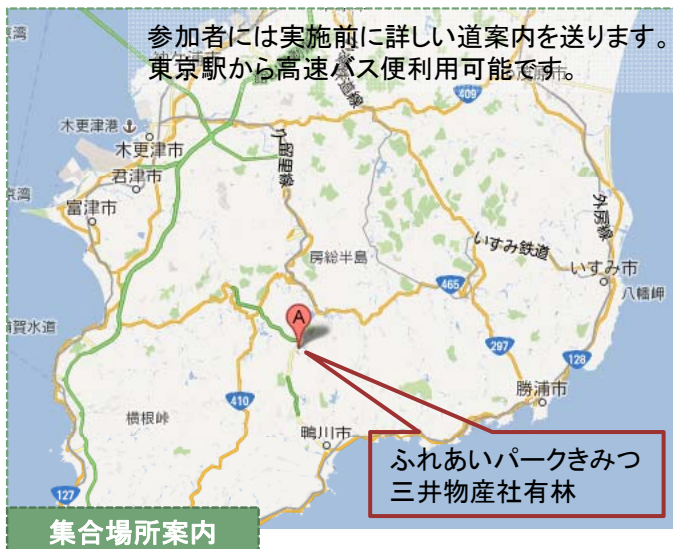 参加者には実施前に詳しい道案内を送ります。
東京駅から高速バス便利用可能です。
409
木更津港
木更津市
君津市
富津市
久留里線
外房線
房総半島
いすみ鉄道
465
いすみ市
八幡岬
賀水道
A
297
128
410
勝浦市
横根峠
鴨川市
127
ふれあいパークきみつ
三井物産社有林
集合場所案内